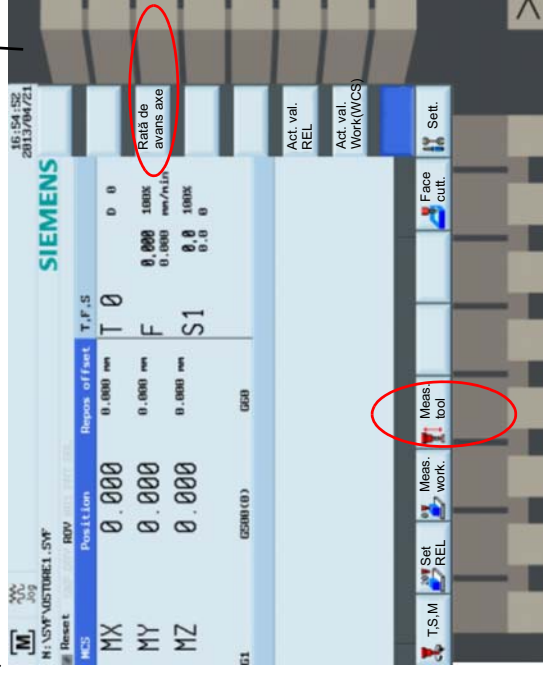 [M]
Jog
16:54:52
2013/04/21
N:\SYF\OSTORE1.SYF
SIEMENS
Reset
ROV
MCS Position Repos offset
T,F,S
MX 0.000 0.000 mm
T 0 D 0
MY 0.000 0.000 mm
F 0.000 100%
0.000 mm/min
MZ 0.000 0.000 mm
S1 0.0 100%
0.0 0
G1 G500(0) G60
Rată de
avans axe
Act. val.
REL
Act. val.
Work(WCS)
T,S,M
Set
REL
Meas.
work.
Meas.
tool
Face
cutt.
Sett.